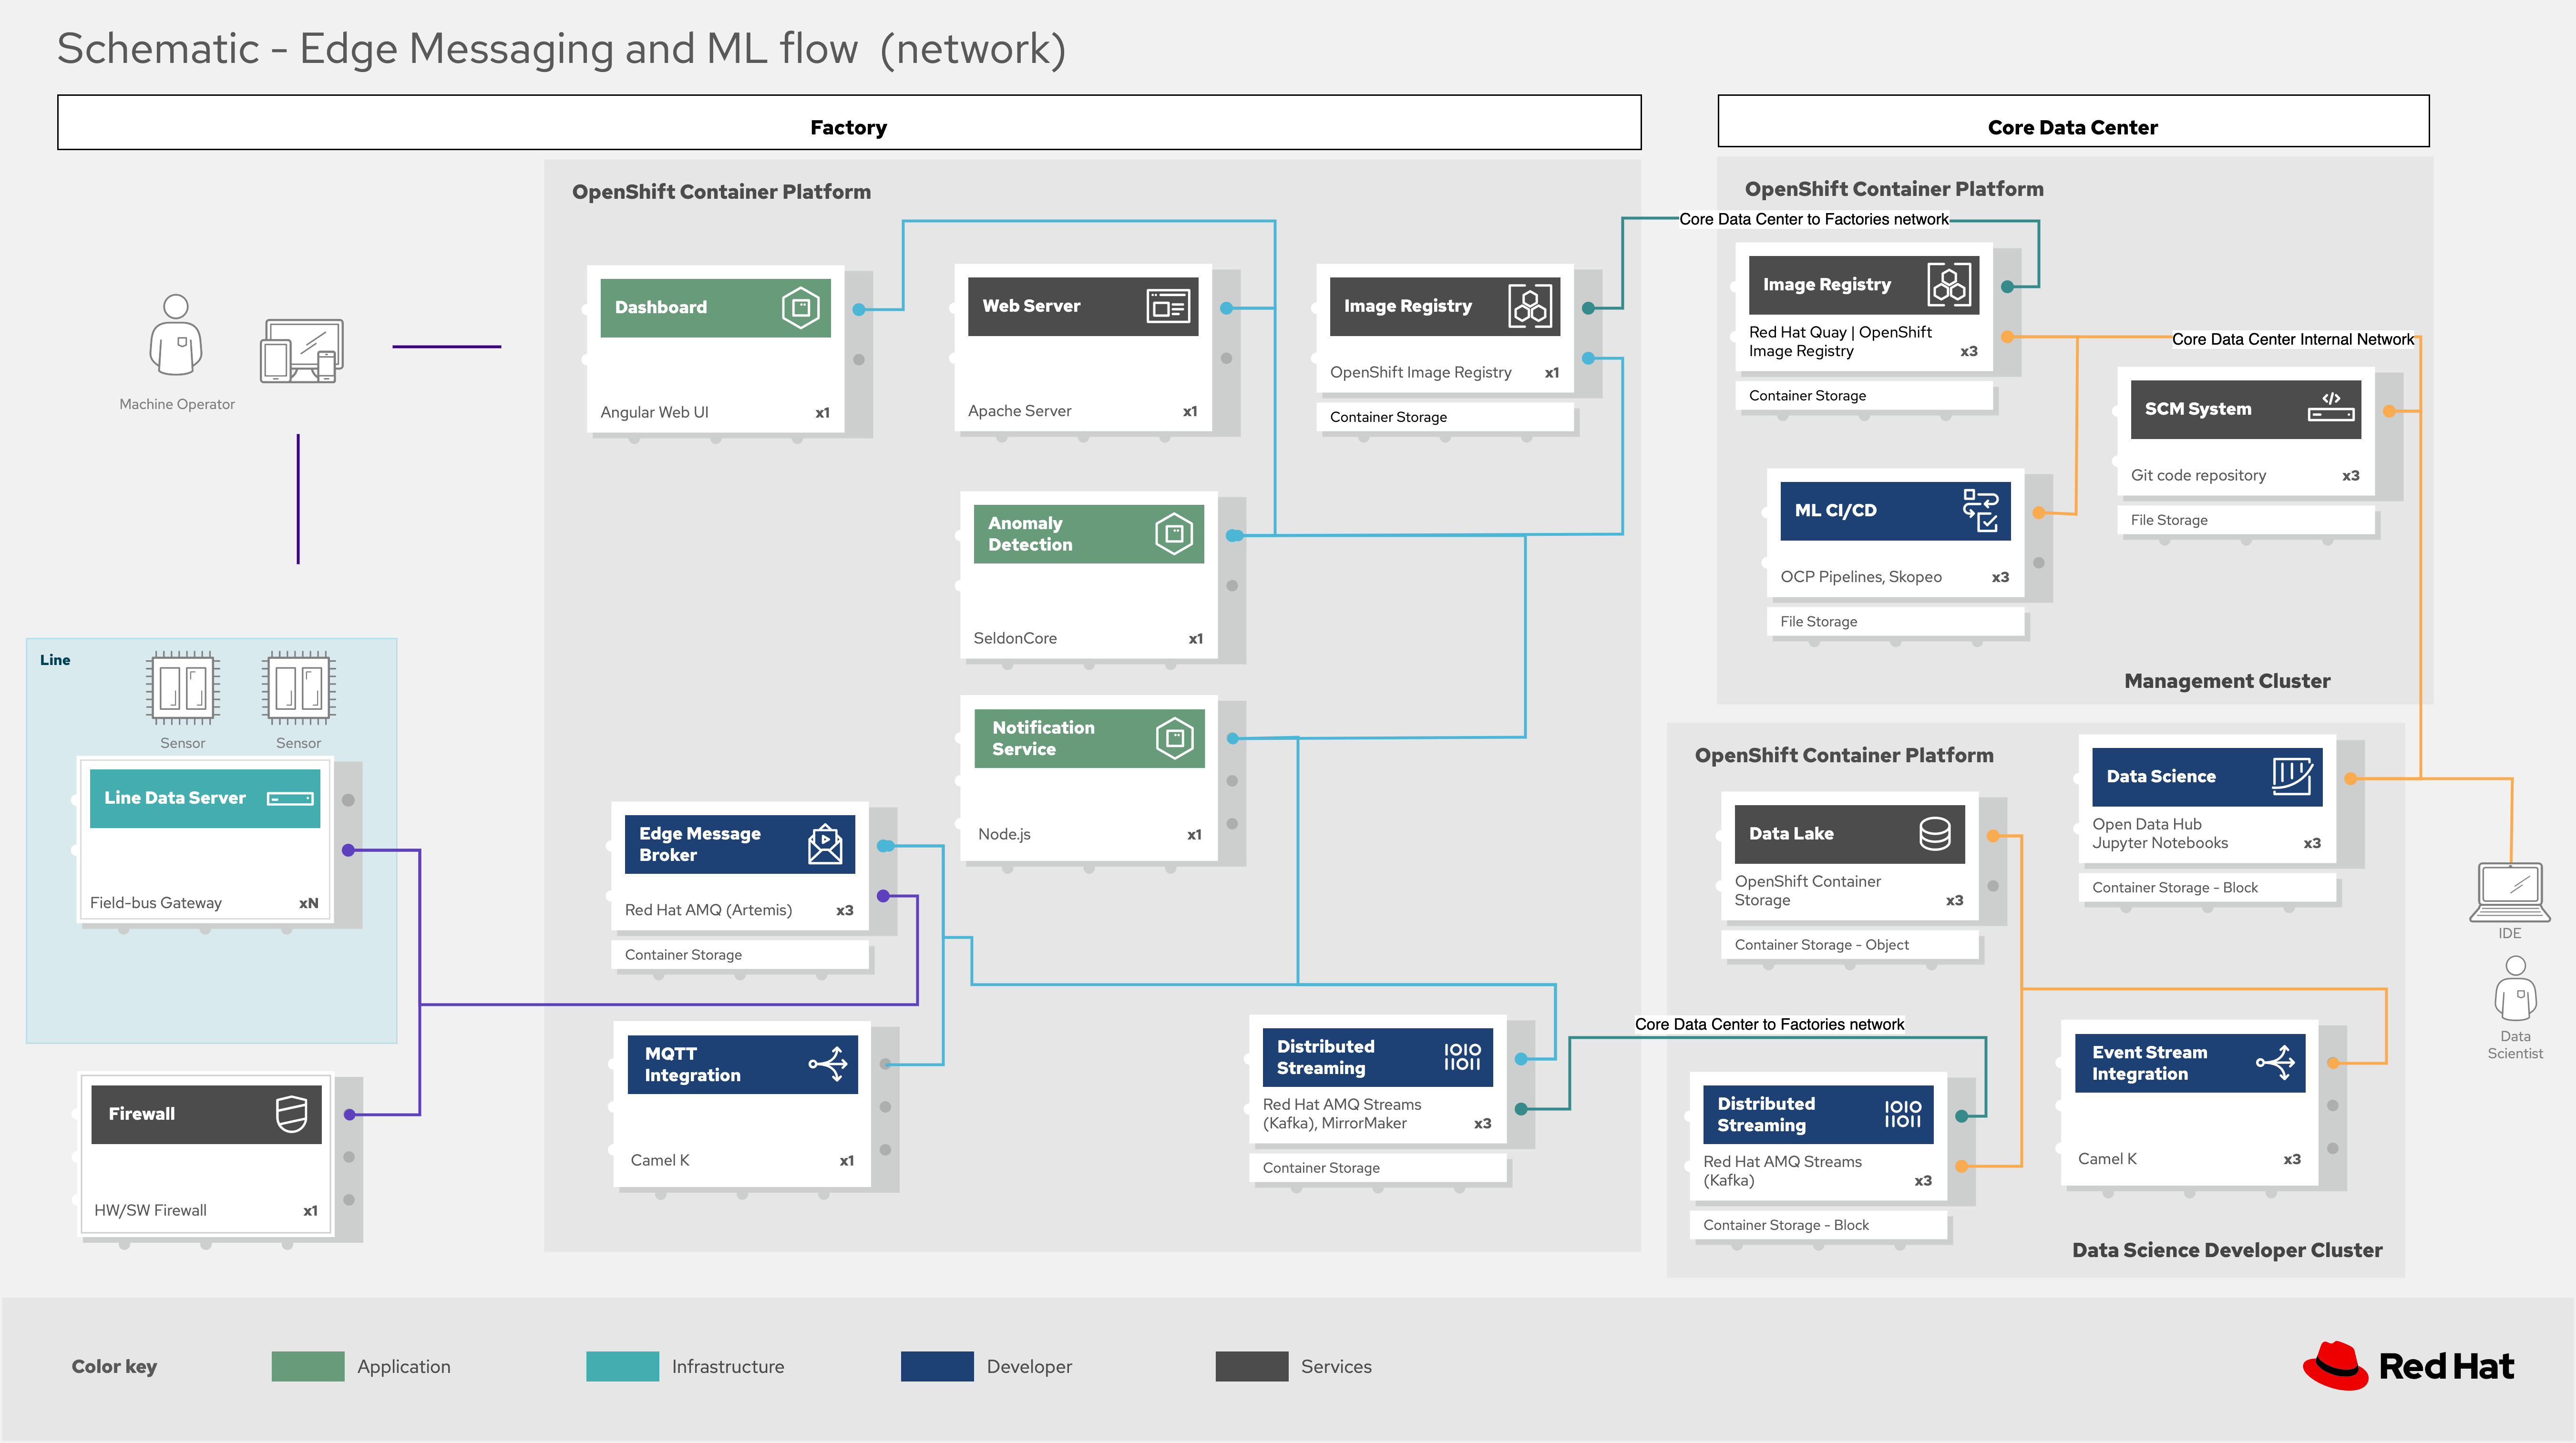 Schematic - Edge Messaging and ML flow (network)
Factory
Core Data Center
OpenShift Container Platform
Dashboard
Angular Web UI x1
Web Server
Apache Server x1
Image Registry
OpenShift Image Registry x1
Container Storage
Core Data Center to Factories network
OpenShift Container Platform
Image Registry
Red Hat Quay | OpenShift
Image Registry x3
Container Storage
Core Data Center Internal Network
SCM System
Git code repository x3
File Storage
ML CI/CD
OCP Pipelines, Skopeo x3
File Storage
Management Cluster
Machine Operator
Anomaly
Detection
SeldonCore x1
Notification
Service
Node.js x1
Line
Sensor
Sensor
Line Data Server
Field-bus Gateway xN
Firewall
HW/SW Firewall x1
Edge Message
Broker
Red Hat AMQ (Artemis) x3
Container Storage
MQTT
Integration
Camel K x1
Distributed
Streaming
Red Hat AMQ Streams
(Kafka), MirrorMaker x3
Container Storage
Core Data Center to Factories network
OpenShift Container Platform
Data Lake
OpenShift Container
Storage x3
Container Storage - Object
Data Science
Open Data Hub
Jupyter Notebooks x3
Container Storage - Block
IDE
Data
Scientist
Distributed
Streaming
Red Hat AMQ Streams
(Kafka) x3
Container Storage - Block
Event Stream
Integration
Camel K x3
Data Science Developer Cluster
Color key
Application
Infrastructure
Developer
Services
Red Hat